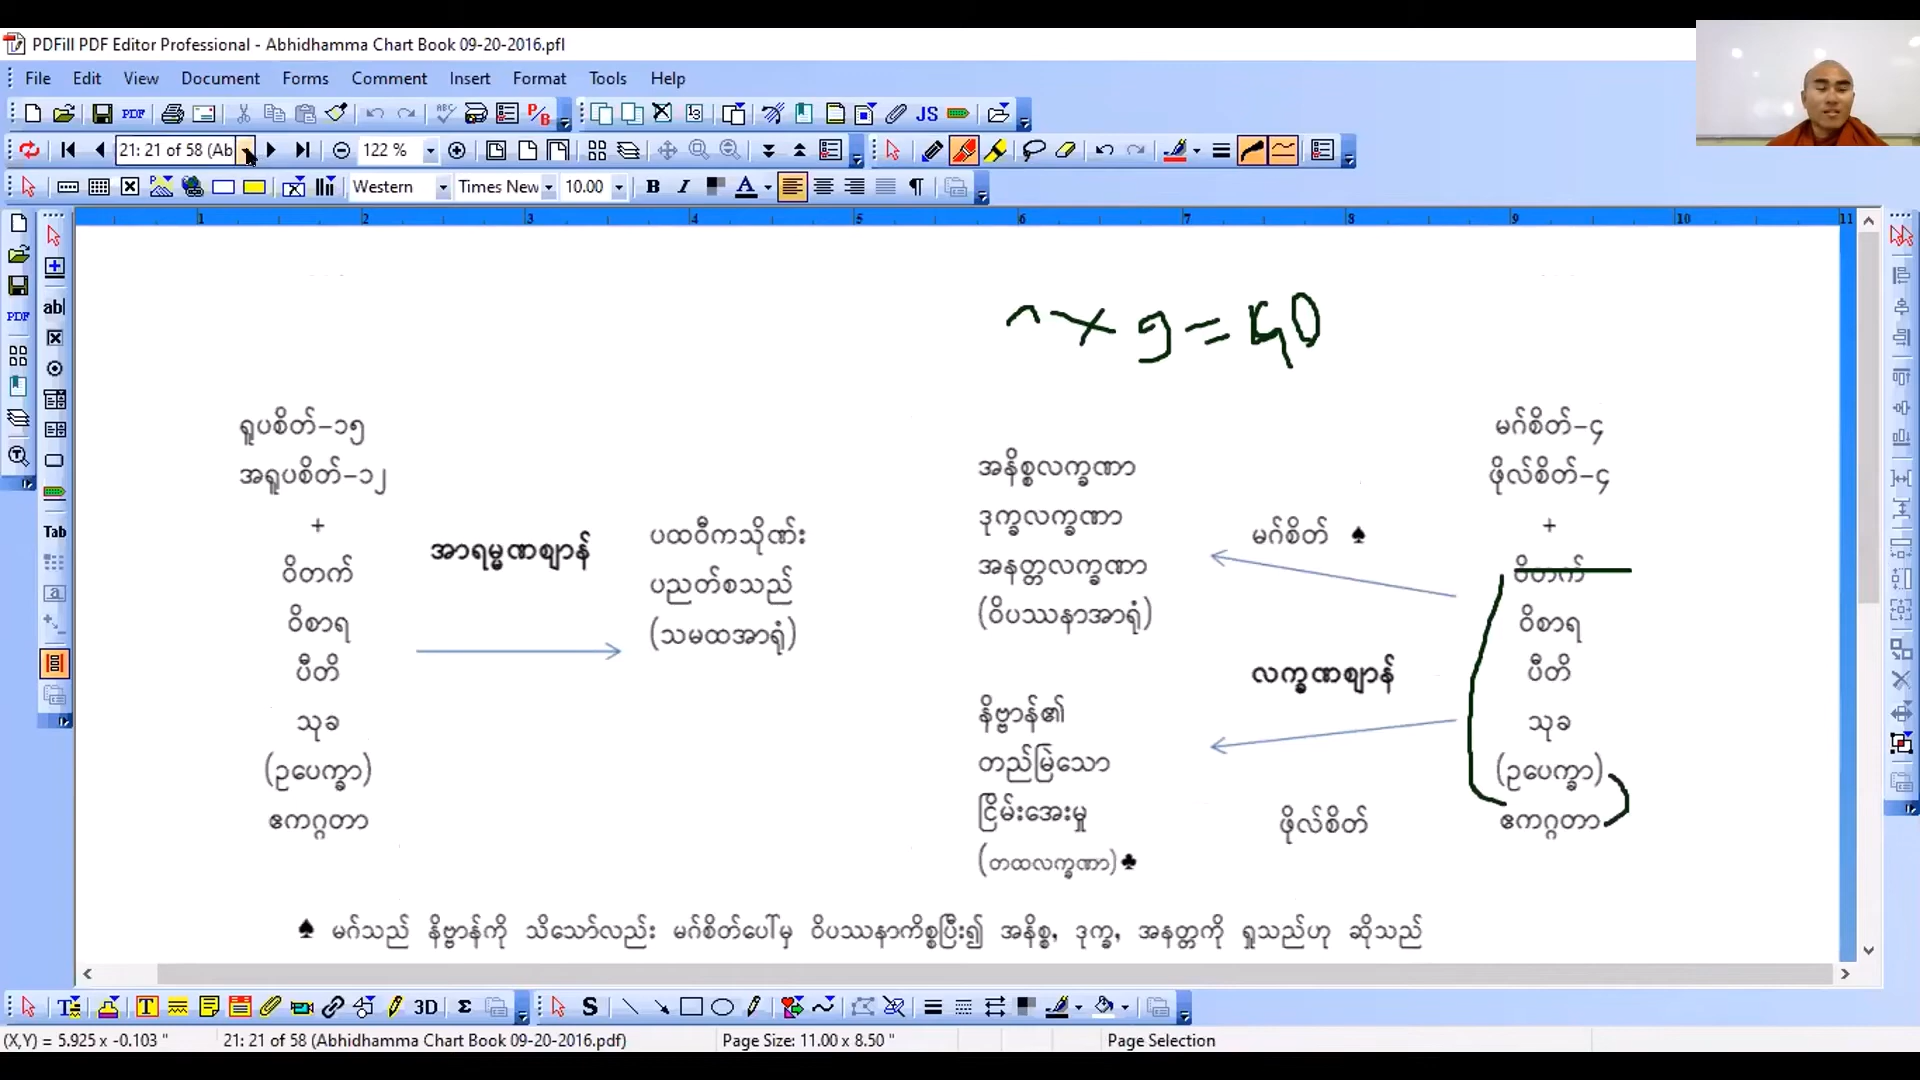 PDFill PDF Editor Professional - Abhidhamma Chart Book 09-20-2016.pfl
File Edit View Document Forms Comment Insert Format Tools Help
PDF JS
21: 21 of 58 (Ab 122 %
Western Times New 10.00 B I A
1 2 3 4 5 6 7 8 9 10 11
၈ × ၅ = ၄၀
ရူပစိတ်−၁၅
အရူပစိတ်−၁၂
+
ဝိတက်
ဝိစာရ
ပီတိ
သုခ
(ဥပေက္ခာ)
ဧကဂ္ဂတာ
အာရမ္မဏဈာန်
ပထဝီကသိုဏ်း
ပညတ်စသည်
(သမထအာရုံ)
အနိစ္စလက္ခဏာ
ဒုက္ခလက္ခဏာ
အနတ္တလက္ခဏာ
(ဝိပဿနာအာရုံ)
နိဗ္ဗာန်၏
တည်မြဲသော
ငြိမ်းအေးမှု
(တထလက္ခဏာ) ♣
မဂ်စိတ် ♠
လက္ခဏဈာန်
ဖိုလ်စိတ်
မဂ်စိတ်−၄
ဖိုလ်စိတ်−၄
+
ဝိတက်
ဝိစာရ
ပီတိ
သုခ
(ဥပေက္ခာ)
ဧကဂ္ဂတာ
♠ မဂ်သည် နိဗ္ဗာန်ကို သိသော်လည်း မဂ်စိတ်ပေါ်မှ ဝိပဿနာကိစ္စပြီး၍ အနိစ္စ, ဒုက္ခ, အနတ္တကို ရှုသည်ဟု ဆိုသည်
3D Σ S
(X,Y) = 5.925 x -0.103 " 21: 21 of 58 (Abhidhamma Chart Book 09-20-2016.pdf) Page Size: 11.00 x 8.50 " Page Selection
PDF
ab|
Tab